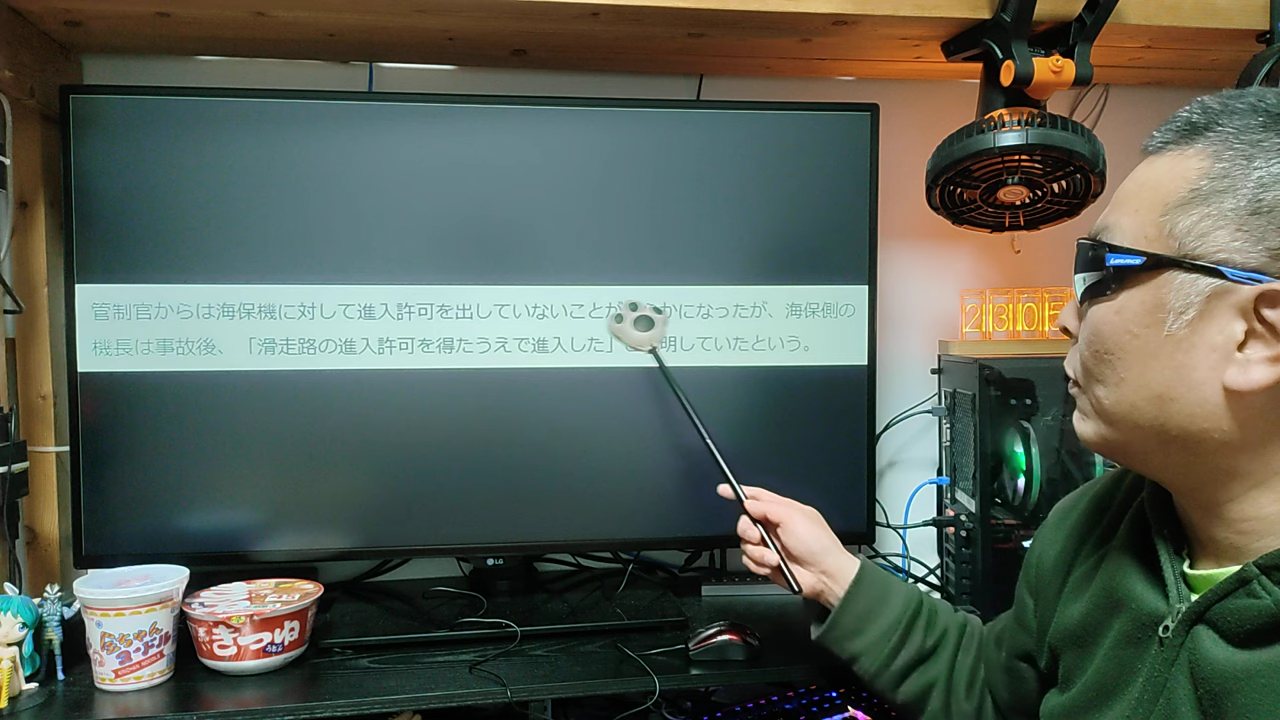 管制官からは海保機に対して進入許可を出していないことが かになったが、海保側の
機長は事故後、「滑走路の進入許可を得たうえで進入した」 明していたという。
2305
LG
きつね
うどん